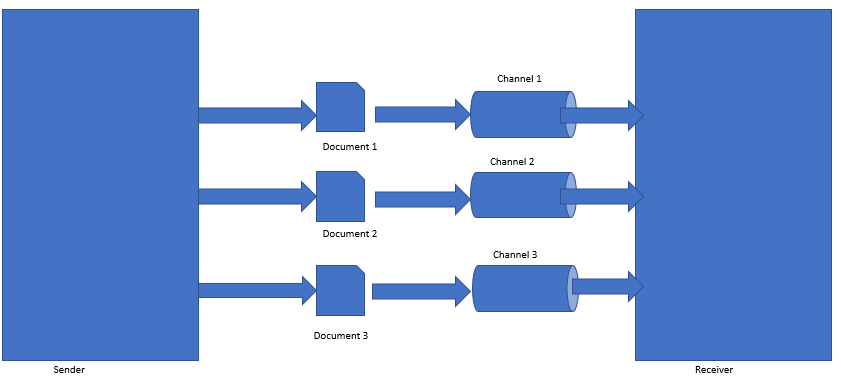 Channel 1
Document 1
Channel 2
Document 2
Channel 3
Document 3
Sender
Receiver